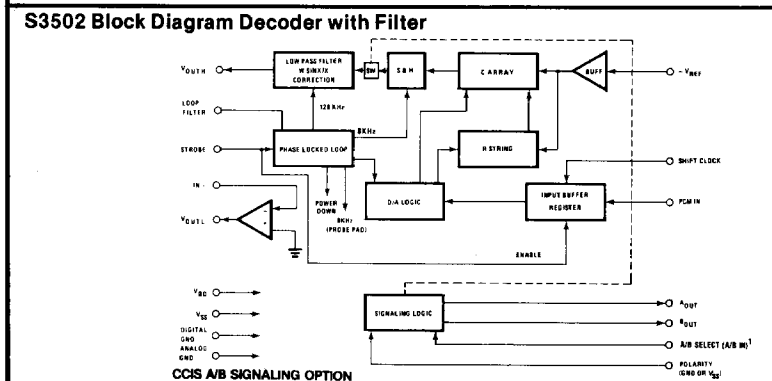 S3502 Block Diagram Decoder with Filter
VOUTH
LOW PASS FILTER
W SINX/X
CORRECTION
SW
S & H
C ARRAY
BUFF
- VREF
LOOP
FILTER
128 KHz
8KHz
STROBE
PHASE LOCKED LOOP
R STRING
SHIFT CLOCK
IN -
POWER
DOWN
8KHz
(PROBE PAD)
D/A LOGIC
INPUT BUFFER
REGISTER
PCM IN
VOUTL
-
+
ENABLE
VDD
VSS
DIGITAL
GND
ANALOG
GND
SIGNALING LOGIC
AOUT
BOUT
A/B SELECT (A/B IN)1
POLARITY
(GND OR VSS)
CCIS A/B SIGNALING OPTION